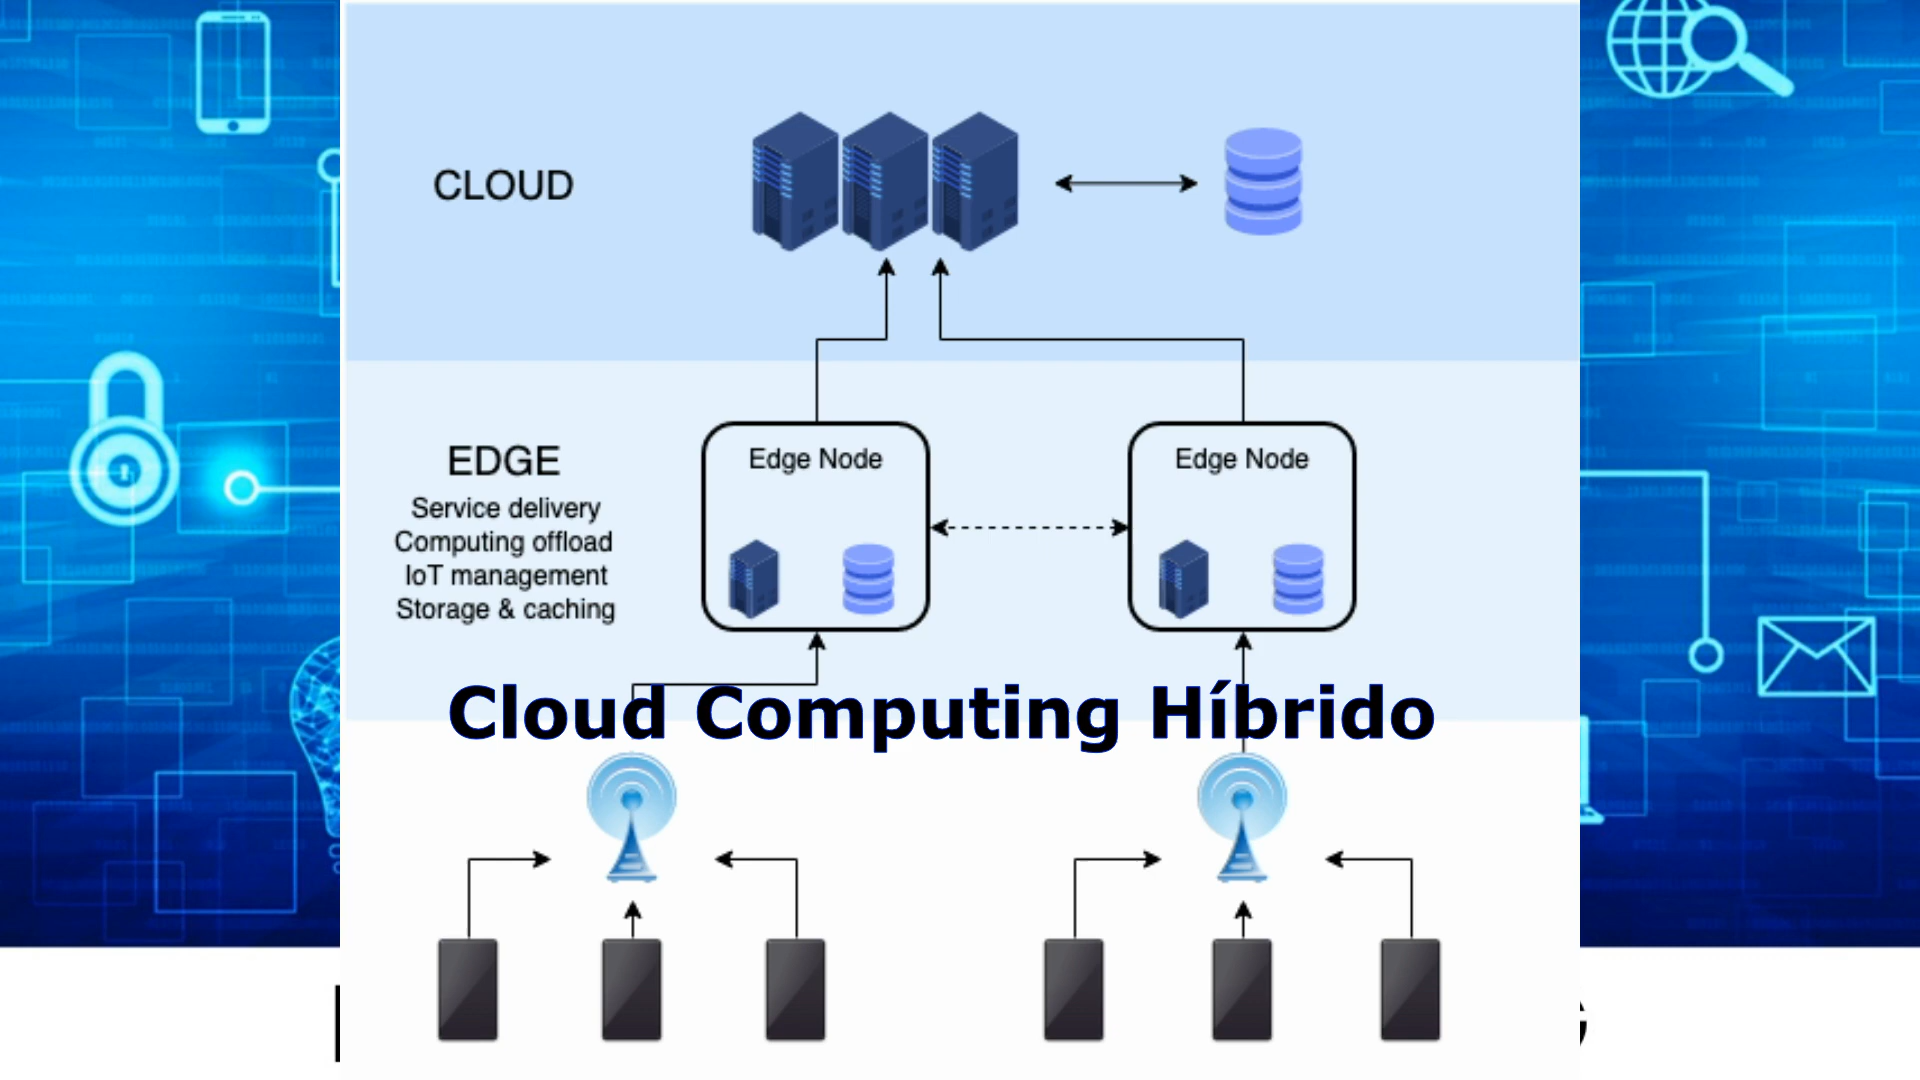 CLOUD
EDGE
Service delivery
Computing offload
IoT management
Storage & caching
Edge Node
Edge Node
Cloud Computing Híbrido